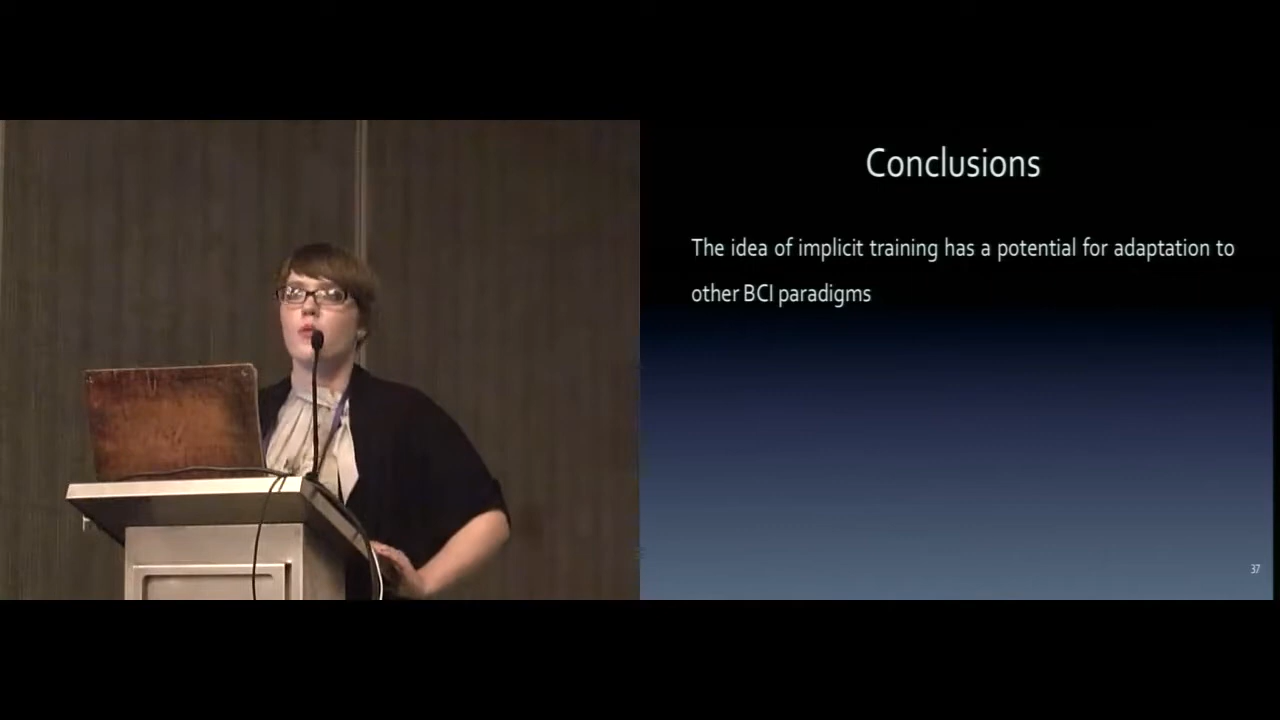 Conclusions
The idea of implicit training has a potential for adaptation to
other BCI paradigms
37